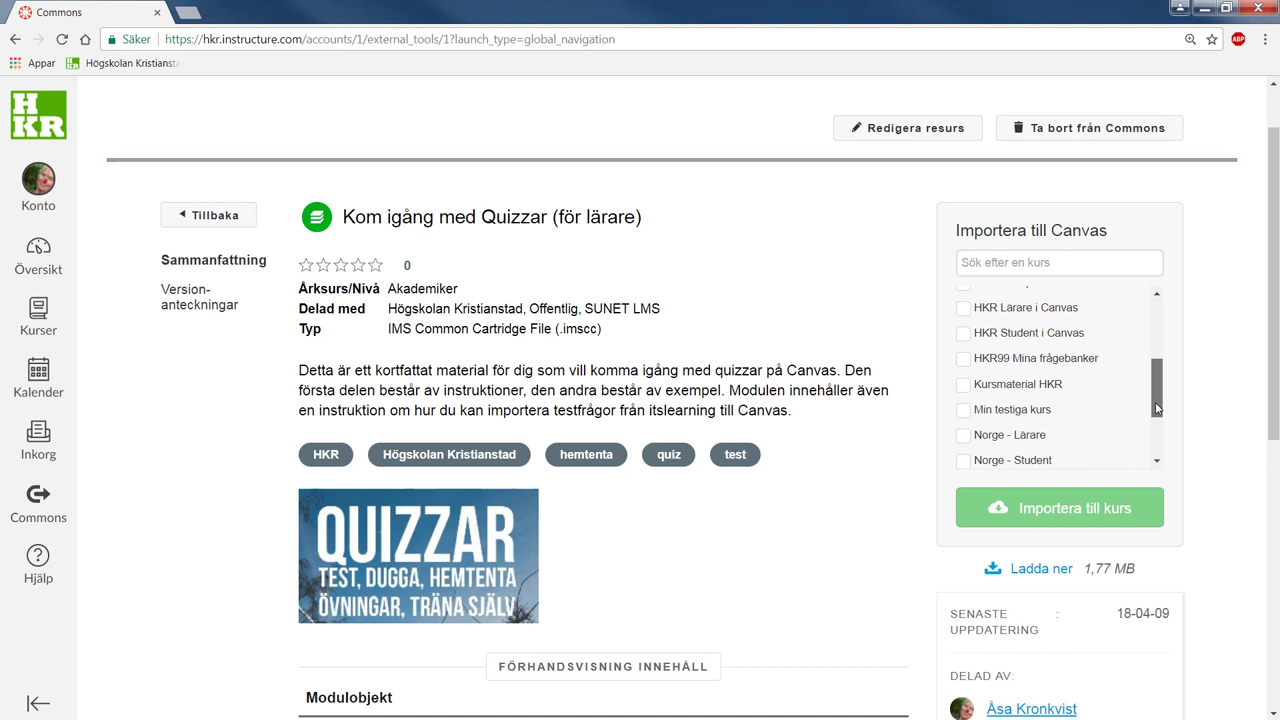 Commons
Säker
https://hkr.instructure.com/accounts/1/external_tools/1?launch_type=global_navigation
ABP
Appar
Högskolan Kristiansta
HKR
Konto
Översikt
Kurser
Kalender
Inkorg
Commons
Hjälp
Redigera resurs
Ta bort från Commons
Tillbaka
Sammanfattning
Version-
anteckningar
Kom igång med Quizzar (för lärare)
0
Årskurs/Nivå Akademiker
Delad med Högskolan Kristianstad, Offentlig, SUNET LMS
Typ IMS Common Cartridge File (.imscc)
Detta är ett kortfattat material för dig som vill komma igång med quizzar på Canvas. Den
första delen består av instruktioner, den andra består av exempel. Modulen innehåller även
en instruktion om hur du kan importera testfrågor från itslearning till Canvas.
HKR Högskolan Kristianstad hemtenta quiz test
QUIZZAR
TEST, DUGGA, HEMTENTA
ÖVNINGAR, TRÄNA SJÄLV
FÖRHANDSVISNING INNEHÅLL
Modulobjekt
Importera till Canvas
Sök efter en kurs
HKR Lärare i Canvas
HKR Student i Canvas
HKR99 Mina frågebanker
Kursmaterial HKR
Min testiga kurs
Norge - Lärare
Norge - Student
Importera till kurs
Ladda ner 1,77 MB
SENASTE : 18-04-09
UPPDATERING
DELAD AV:
Åsa Kronkvist